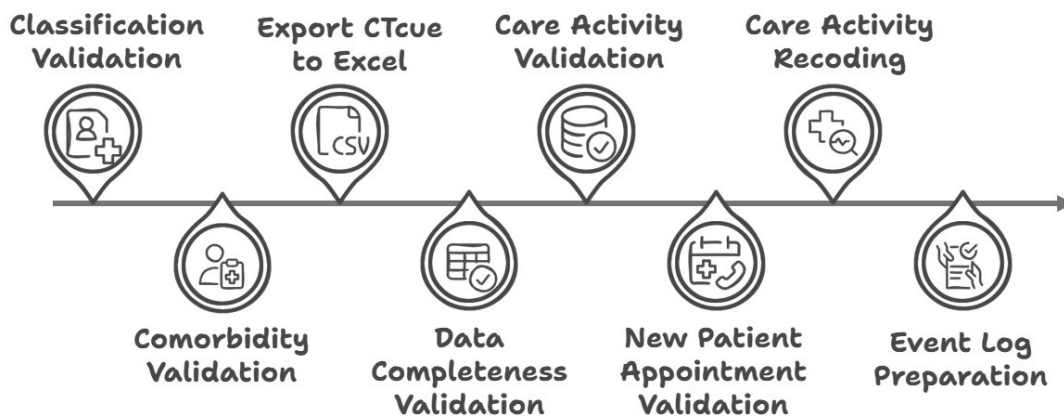 Classification
Validation
Export CTcue
to Excel
Care Activity
Validation
Care Activity
Recoding
CSV
Comorbidity
Validation
Data
Completeness
Validation
New Patient
Appointment
Validation
Event Log
Preparation